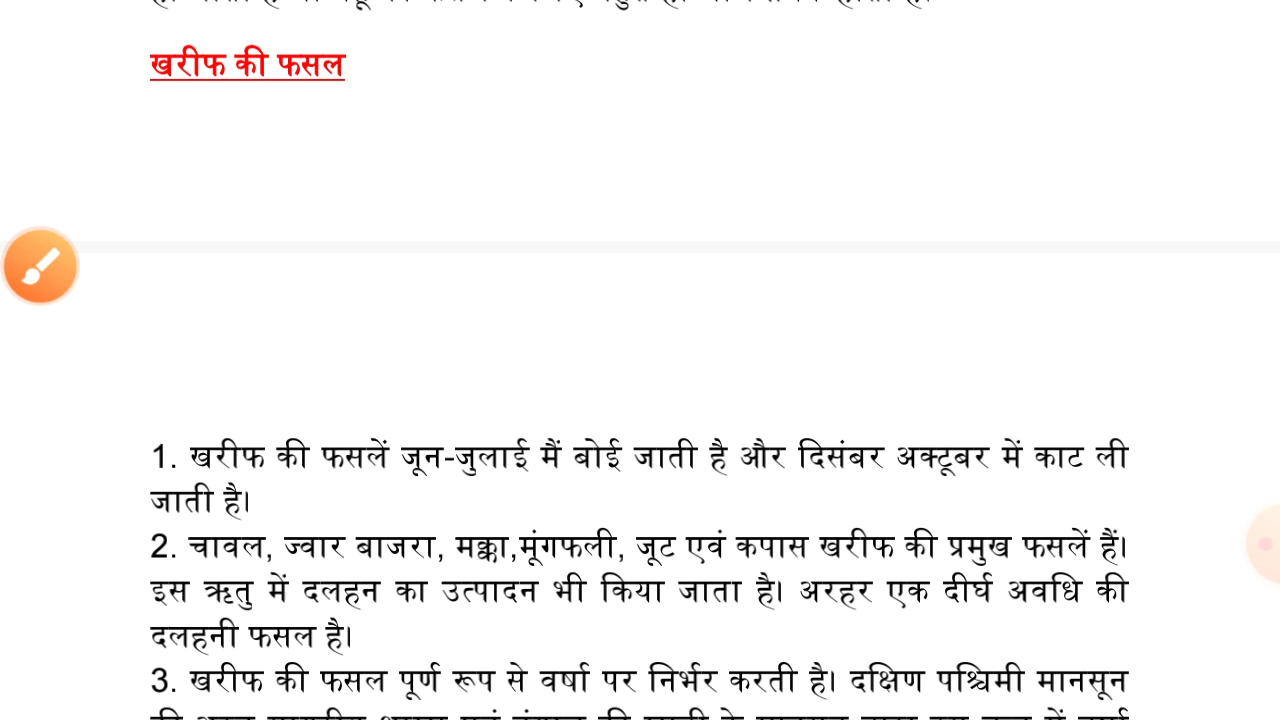 खरीफ की फसल
1. खरीफ की फसलें जून-जुलाई मैं बोई जाती है और दिसंबर अक्टूबर में काट ली
जाती है।
2. चावल, ज्वार बाजरा, मक्का,मूंगफली, जूट एवं कपास खरीफ की प्रमुख फसलें हैं।
इस ऋतु में दलहन का उत्पादन भी किया जाता है। अरहर एक दीर्घ अवधि की
दलहनी फसल है।
3. खरीफ की फसल पूर्ण रूप से वर्षा पर निर्भर करती है। दक्षिण पश्चिमी मानसून